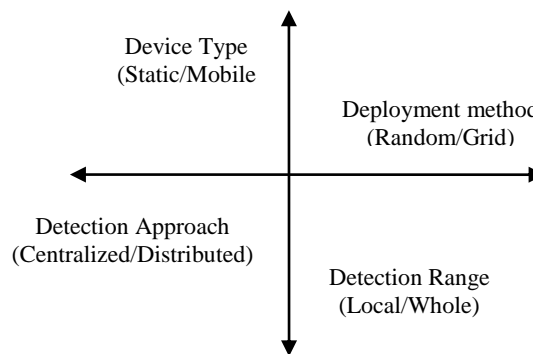 Device Type
(Static/Mobile
Deployment method
(Random/Grid)
Detection Approach
(Centralized/Distributed)
Detection Range
(Local/Whole)